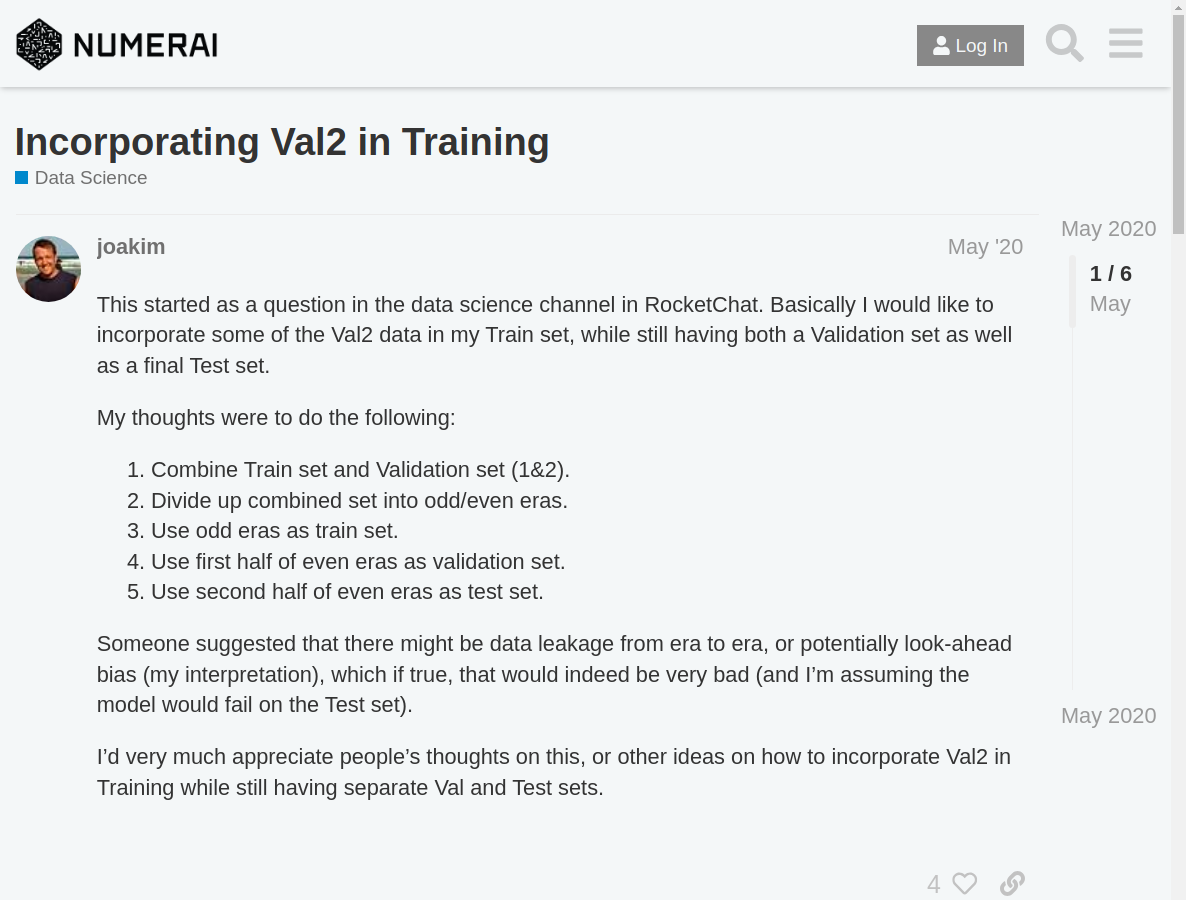 NUMERAI
Log In
Incorporating Val2 in Training
Data Science
joakim
May '20
This started as a question in the data science channel in RocketChat. Basically I would like to
incorporate some of the Val2 data in my Train set, while still having both a Validation set as well
as a final Test set.
My thoughts were to do the following:
1. Combine Train set and Validation set (1&2).
2. Divide up combined set into odd/even eras.
3. Use odd eras as train set.
4. Use first half of even eras as validation set.
5. Use second half of even eras as test set.
Someone suggested that there might be data leakage from era to era, or potentially look-ahead
bias (my interpretation), which if true, that would indeed be very bad (and I’m assuming the
model would fail on the Test set).
I’d very much appreciate people’s thoughts on this, or other ideas on how to incorporate Val2 in
Training while still having separate Val and Test sets.
4
May 2020
1 / 6
May
May 2020